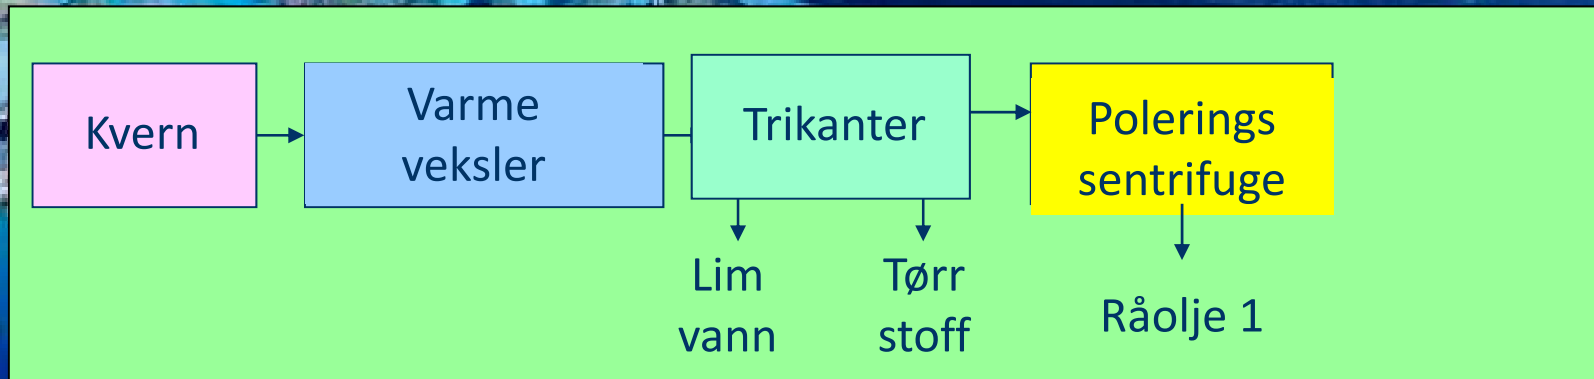 Kvern
Varme
veksler
Trikanter
Polerings
sentrifuge
Lim
vann
Tørr
stoff
Råolje 1